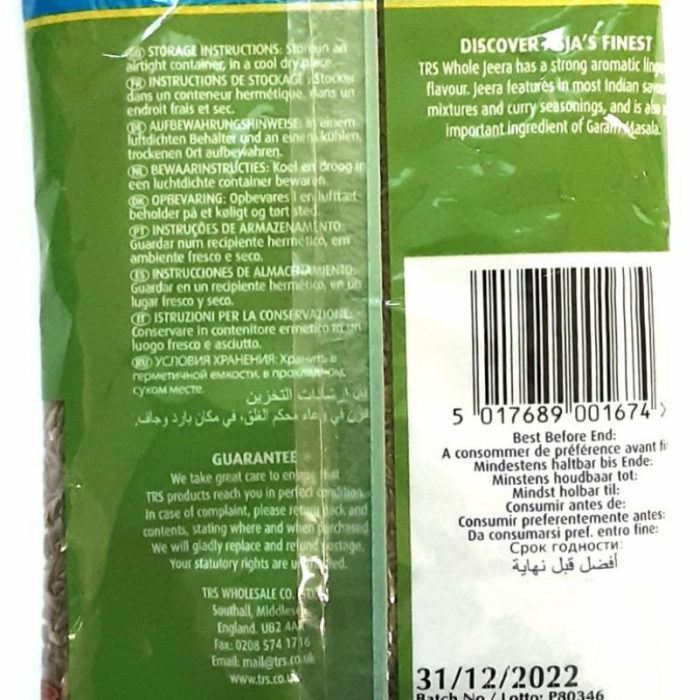 GB STORAGE INSTRUCTIONS: Store in an
airtight container, in a cool dry place.
FR INSTRUCTIONS DE STOCKAGE : Stocker
dans un conteneur hermétique, dans un
endroit frais et sec.
AUFBEWAHRUNGSHINWEISE: In einem
luftdichten Behälter und an einem kühlen,
trockenen Ort aufbewahren.
NL BEWAARINSTRUCTIES: Koel en droog in
een luchtdichte container bewaren.
DK OPBEVARING: Opbevares i en lufttæt
beholder på et køligt og tørt sted.
PT INSTRUÇÕES DE ARMAZENAMENTO:
Guardar num recipiente hermético, em
ambiente fresco e seco.
ES INSTRUCCIONES DE ALMACENAMIENTO:
Guardar en un recipiente hermético, en un
lugar fresco y seco.
IT ISTRUZIONI PER LA CONSERVAZIONE:
Conservare in contenitore ermetico in un
luogo fresco e asciutto.
RU УСЛОВИЯ ХРАНЕНИЯ: Хранить в
герметичной емкости, в прохладном,
сухом месте.
إرشادات التخزين
في وعاء محكم الغلق، في مكان بارد وجاف.
GUARANTEE
We take great care to ensure that
TRS products reach you in perfect condition.
In case of complaint, please return pack and
contents, stating where and when purchased
We will gladly replace and refund postage.
Your statutory rights are
TRS WHOLESALE CO.
Southall, Middlesex
England. UB2
Fax: 0208 574 1716
Email: mail@trs.co.uk
www.trs.co.uk
DISCOVER ASIA'S FINEST
TRS Whole Jeera has a strong aromatic
flavour. Jeera features in most Indian
mixtures and curry seasonings, and is also
important ingredient of Garam Masala.
5 017689 001674 >
Best Before End:
A consommer de préférence avant
Mindestens haltbar bis Ende:
Minstens houdbaar tot:
Mindst holbar til:
Consumir antes de:
Consumir preferentemente antes:
Da consumarsi pref. entro fine:
Срок годности:
أفضل قبل نهاية
31/12/2022
Batch No / Lotto: P80346